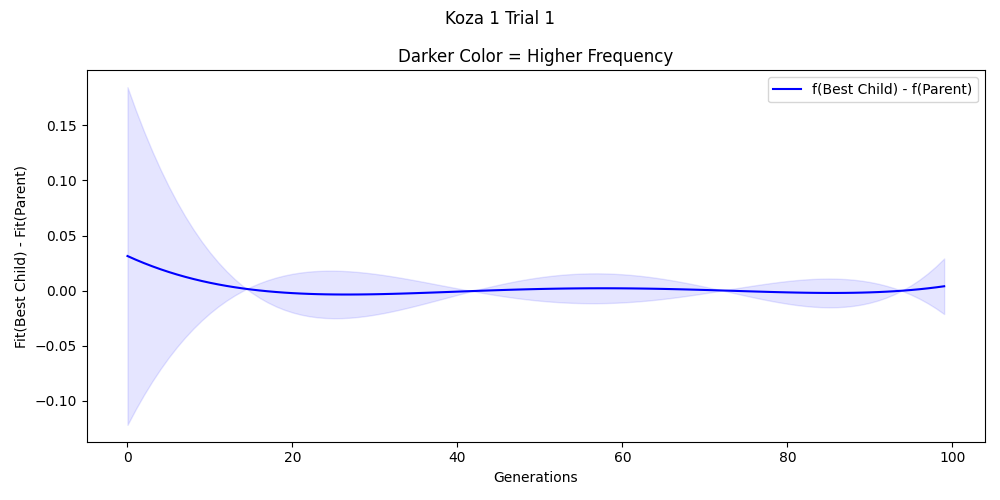 Koza 1 Trial 1
Darker Color = Higher Frequency
f(Best Child) - f(Parent)
Fit(Best Child) - Fit(Parent)
0.15
0.10
0.05
0.00
−0.05
−0.10
0 20 40 60 80 100
Generations